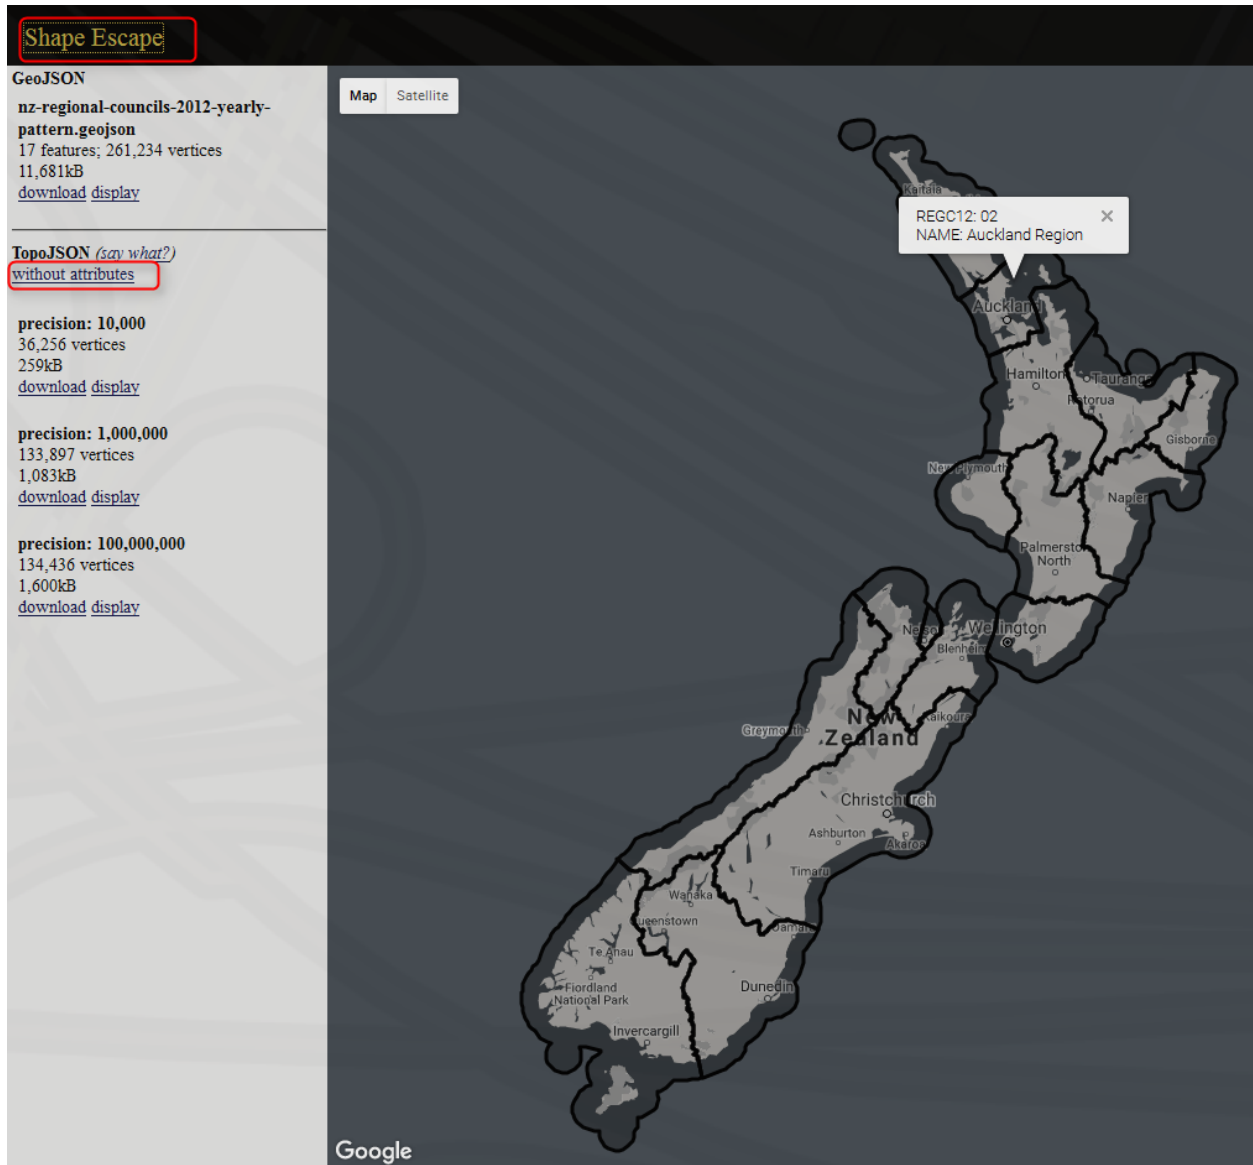 Shape Escape
GeoJSON
nz-regional-councils-2012-yearly-
pattern.geojson
17 features; 261,234 vertices
11,681kB
download display
TopoJSON (say what?)
without attributes
precision: 10,000
36,256 vertices
259kB
download display
precision: 1,000,000
133,897 vertices
1,083kB
download display
precision: 100,000,000
134,436 vertices
1,600kB
download display
Map Satellite
Kaitaia
REGC12: 02
NAME: Auckland Region
Auckland
Hamilton
Tauranga
Rotorua
Gisborne
New Plymouth
Napier
Palmerston
North
Nelson
Wellington
Blenheim
Kaikoura
New
Zealand
Greymouth
Christchurch
Ashburton
Akaroa
Timaru
Wanaka
Queenstown
Oamaru
Te Anau
Fiordland
National Park
Dunedin
Invercargill
Google